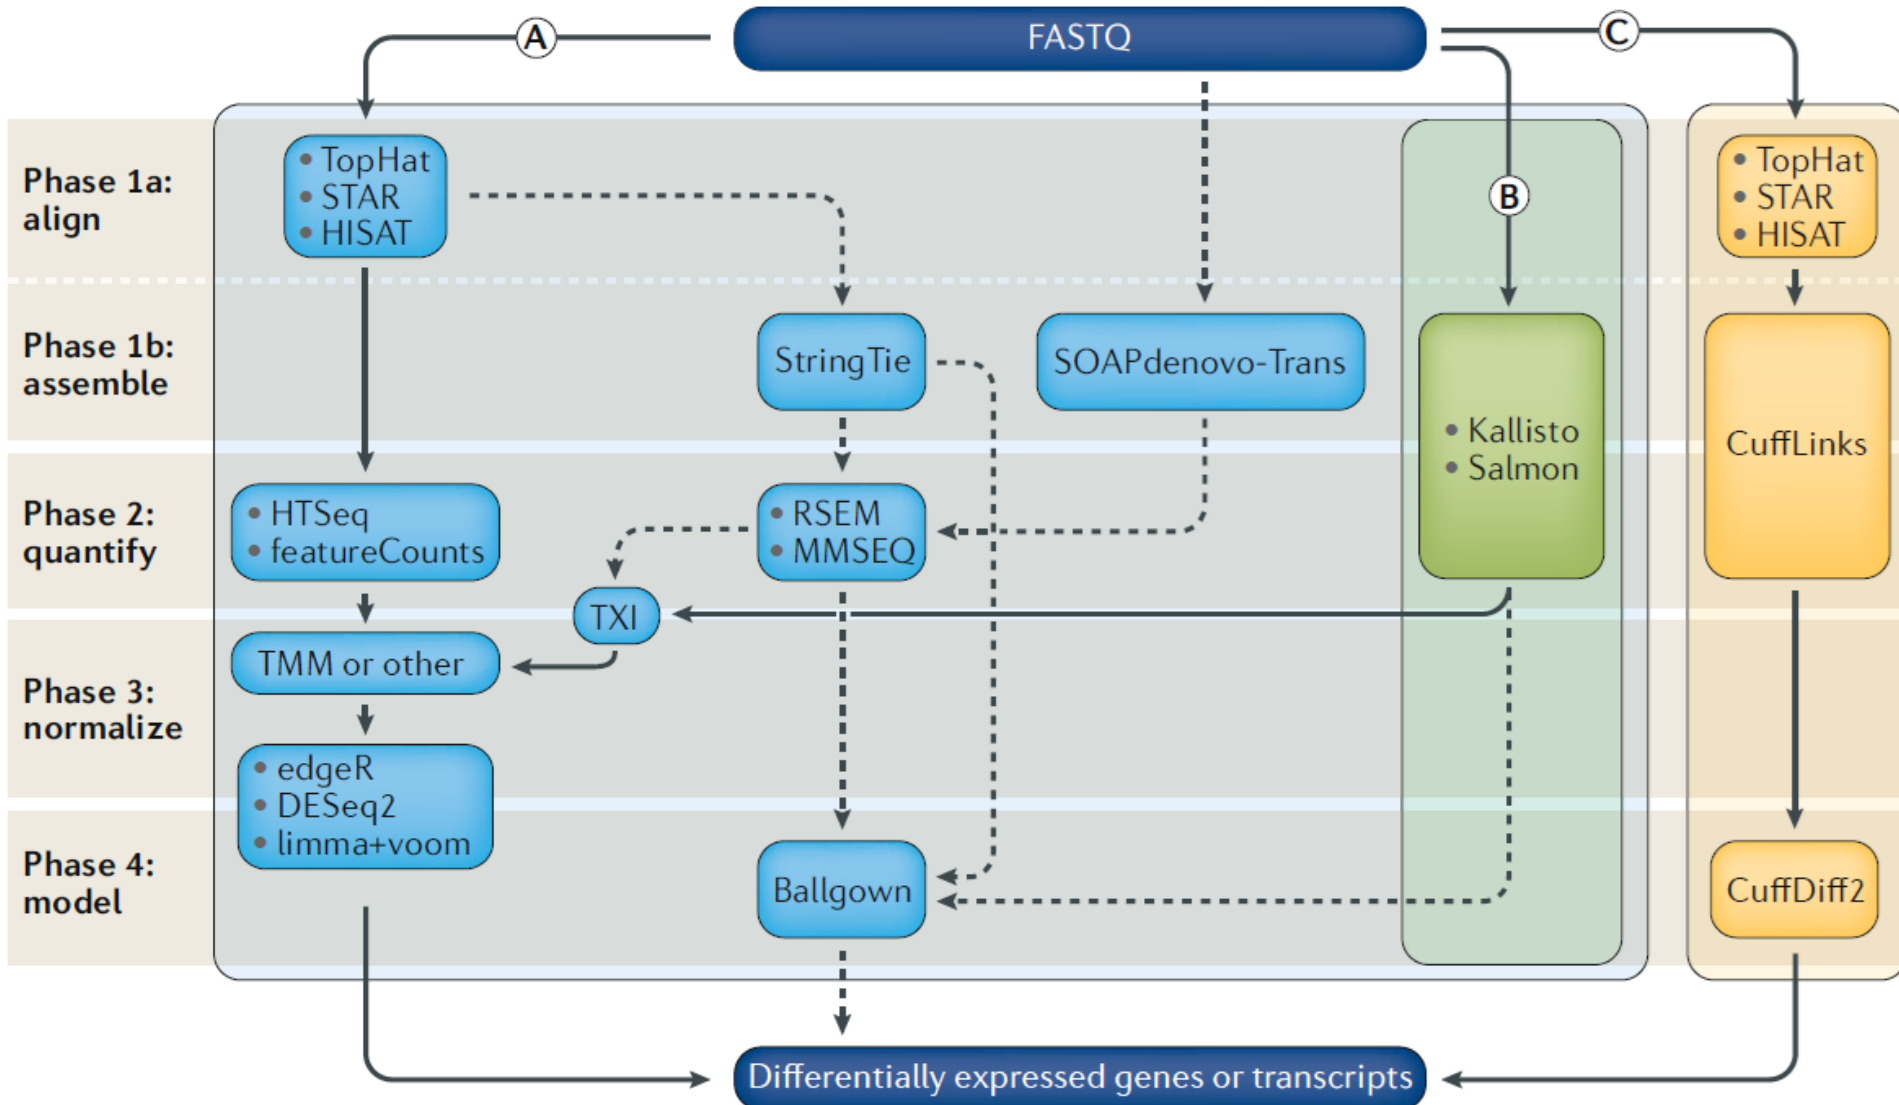 FASTQ
A
C
Phase 1a:
align
• TopHat
• STAR
• HISAT
B
• TopHat
• STAR
• HISAT
Phase 1b:
assemble
StringTie
SOAPdenovo-Trans
• Kallisto
• Salmon
CuffLinks
Phase 2:
quantify
• HTSeq
• featureCounts
• RSEM
• MMSEQ
TXI
Phase 3:
normalize
TMM or other
• edgeR
• DESeq2
• limma+voom
Phase 4:
model
Ballgown
CuffDiff2
Differentially expressed genes or transcripts